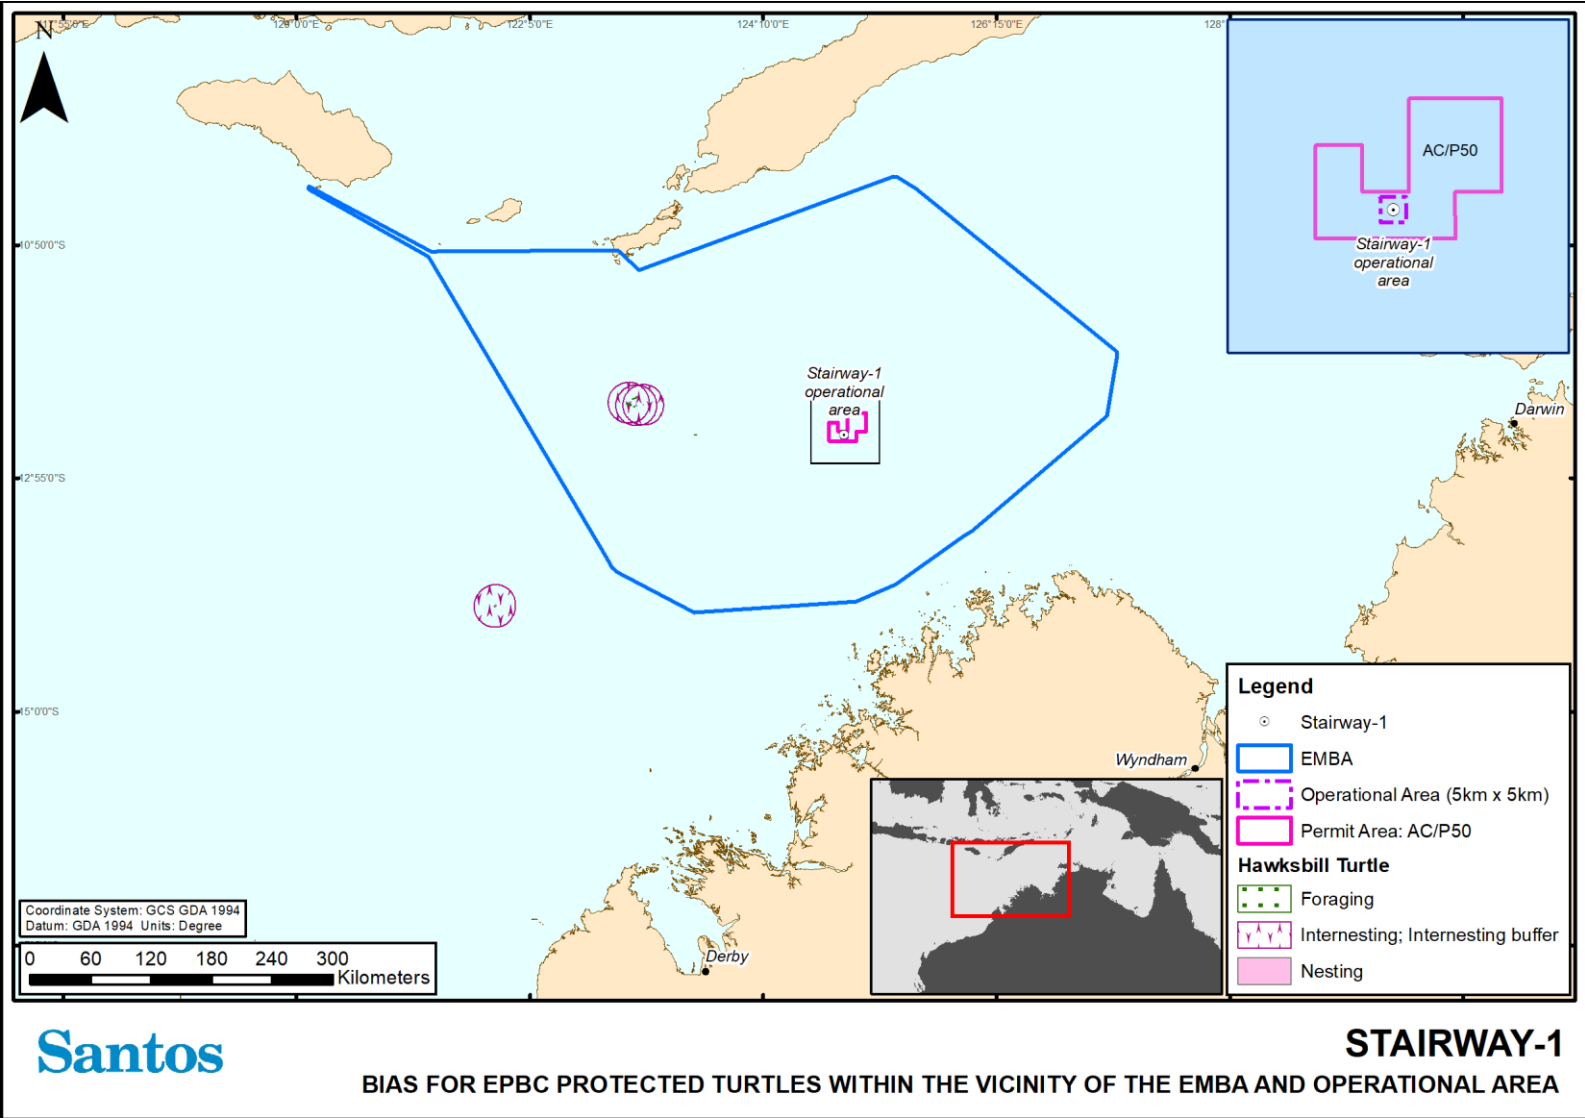 N
120°0'0"E
122°5'0"E
124°10'0"E
126°15'0"E
128°
10°50'0"S
12°55'0"S
15°0'0"S
AC/P50
Stairway-1
operational
area
Stairway-1
operational
area
Darwin
Wyndham
Derby
Legend
Stairway-1
EMBA
Operational Area (5km x 5km)
Permit Area: AC/P50
Hawksbill Turtle
Foraging
Internesting; Internesting buffer
Nesting
Coordinate System: GCS GDA 1994
Datum: GDA 1994 Units: Degree
0 60 120 180 240 300
Kilometers
Santos
STAIRWAY-1
BIAS FOR EPBC PROTECTED TURTLES WITHIN THE VICINITY OF THE EMBA AND OPERATIONAL AREA